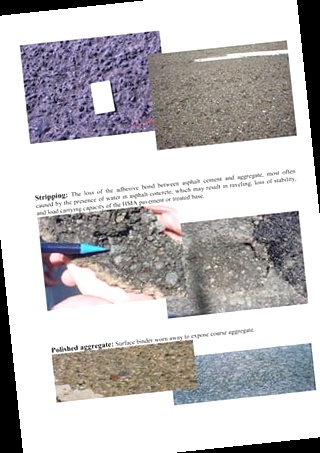 Stripping: The loss of the adhesive bond between asphalt cement and aggregate, most often
caused by the presence of water in asphalt concrete, which may result in raveling, loss of stability,
and load carrying capacity of the HMA pavement or treated base.
Polished aggregate: Surface binder worn away to expose coarse aggregate.